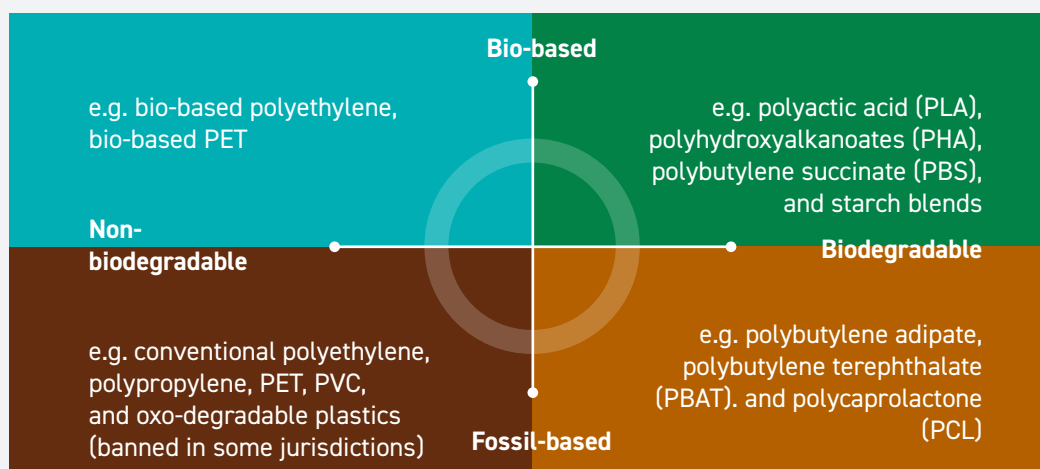 Bio-based
e.g. bio-based polyethylene,
bio-based PET
e.g. polyactic acid (PLA),
polyhydroxyalkanoates (PHA),
polybutylene succinate (PBS),
and starch blends
Non-
biodegradable
Biodegradable
e.g. conventional polyethylene,
polypropylene, PET, PVC,
and oxo-degradable plastics
(banned in some jurisdictions)
e.g. polybutylene adipate,
polybutylene terephthalate
(PBAT). and polycaprolactone
(PCL)
Fossil-based